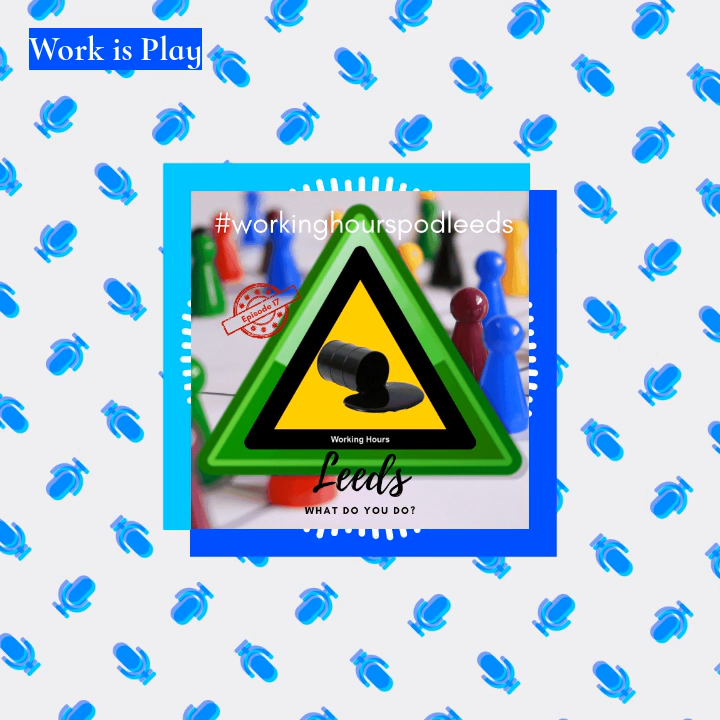 Work is Play
#workinghourspodleeds
Episode 17
Working Hours
Leeds
WHAT DO YOU DO?